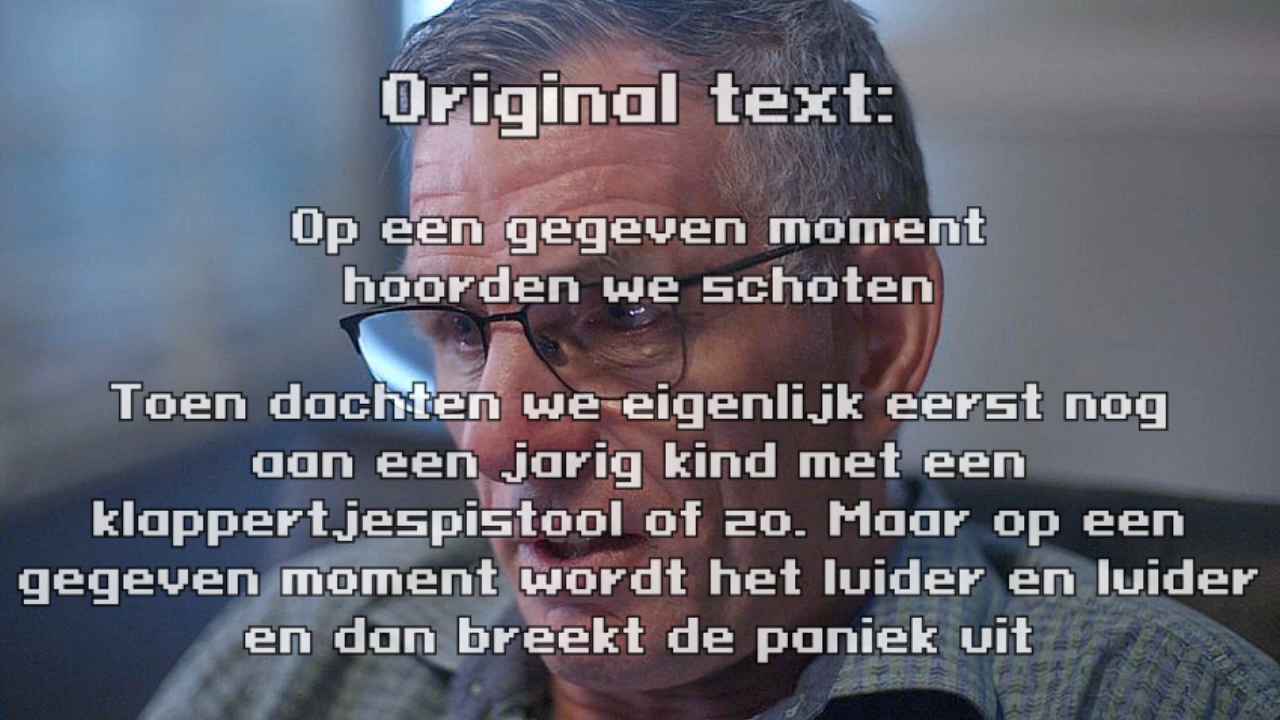 Original text:
Op een gegeven moment
hoorden we schoten
Toen dachten we eigenlijk eerst nog
aan een jarig kind met een
klappertjespistool of zo. Maar op een
gegeven moment wordt het luider en luider
en dan breekt de paniek uit